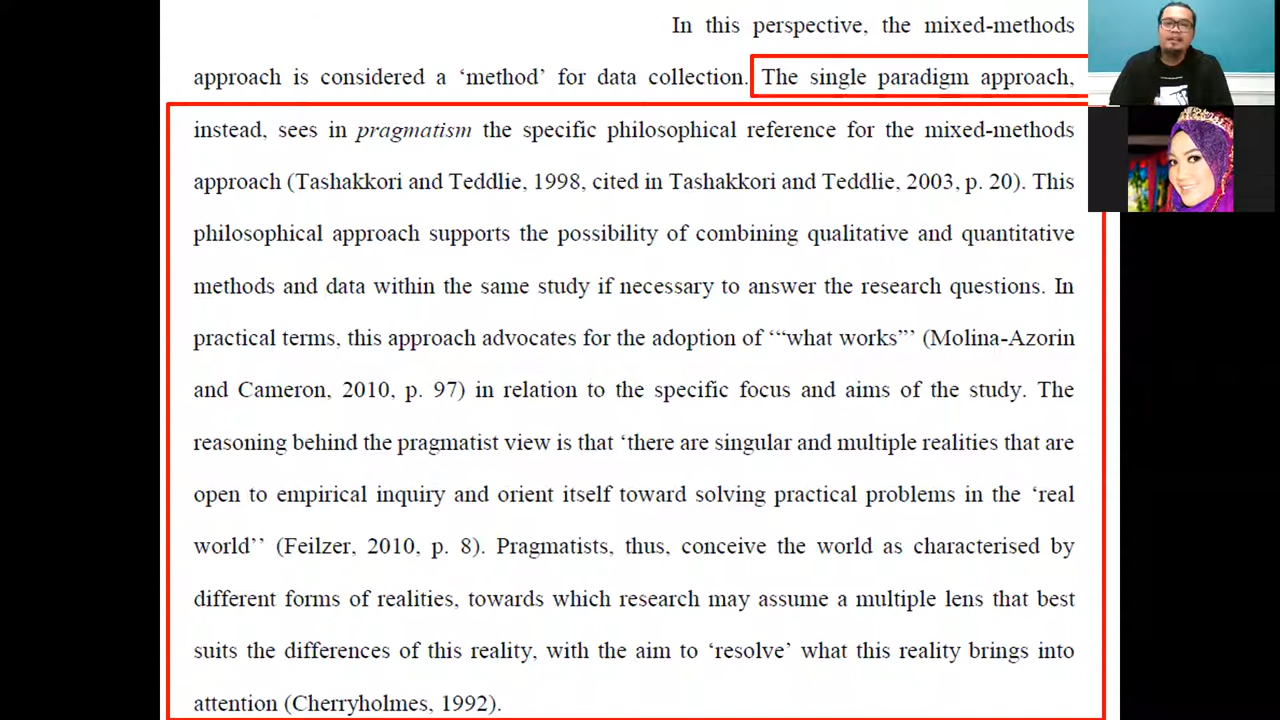 In this perspective, the mixed-methods
approach is considered a ‘method’ for data collection. The single paradigm approach,
instead, sees in pragmatism the specific philosophical reference for the mixed-methods
approach (Tashakkori and Teddlie, 1998, cited in Tashakkori and Teddlie, 2003, p. 20). This
philosophical approach supports the possibility of combining qualitative and quantitative
methods and data within the same study if necessary to answer the research questions. In
practical terms, this approach advocates for the adoption of ‘“what works”’ (Molina-Azorin
and Cameron, 2010, p. 97) in relation to the specific focus and aims of the study. The
reasoning behind the pragmatist view is that ‘there are singular and multiple realities that are
open to empirical inquiry and orient itself toward solving practical problems in the ‘real
world’’ (Feilzer, 2010, p. 8). Pragmatists, thus, conceive the world as characterised by
different forms of realities, towards which research may assume a multiple lens that best
suits the differences of this reality, with the aim to ‘resolve’ what this reality brings into
attention (Cherryholmes, 1992).